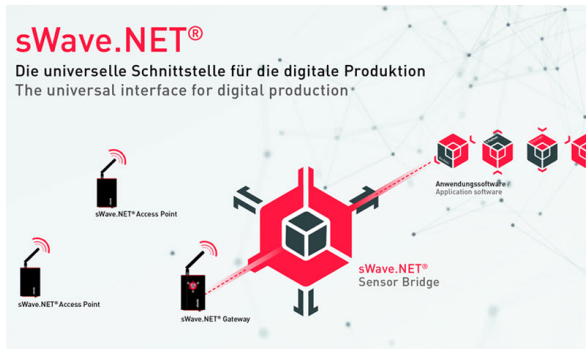 sWave.NET®
Die universelle Schnittstelle für die digitale Produktion
The universal interface for digital production
sWave.NET® Access Point
Anwendungssoftware /
Application software
sWave.NET®
Sensor Bridge
sWave.NET® Access Point
sWave.NET® Gateway